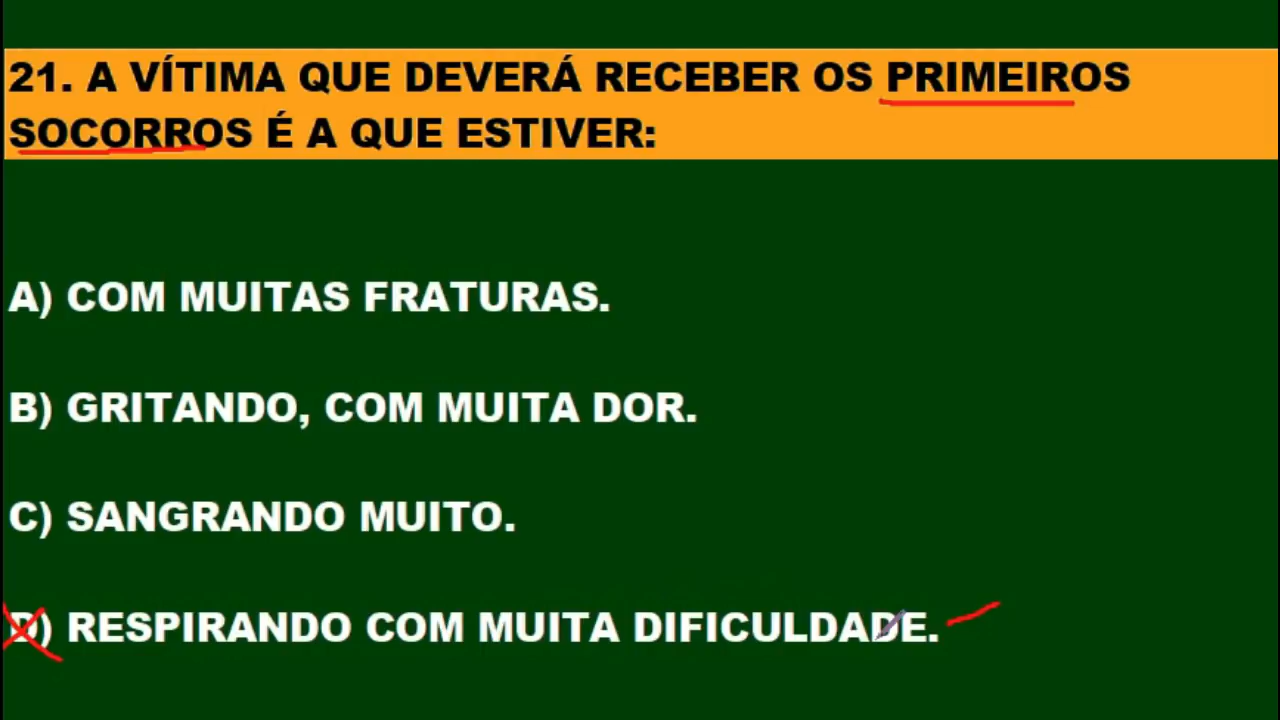 21. A VÍTIMA QUE DEVERÁ RECEBER OS PRIMEIROS
SOCORROS É A QUE ESTIVER:
A) COM MUITAS FRATURAS.
B) GRITANDO, COM MUITA DOR.
C) SANGRANDO MUITO.
D) RESPIRANDO COM MUITA DIFICULDADE.